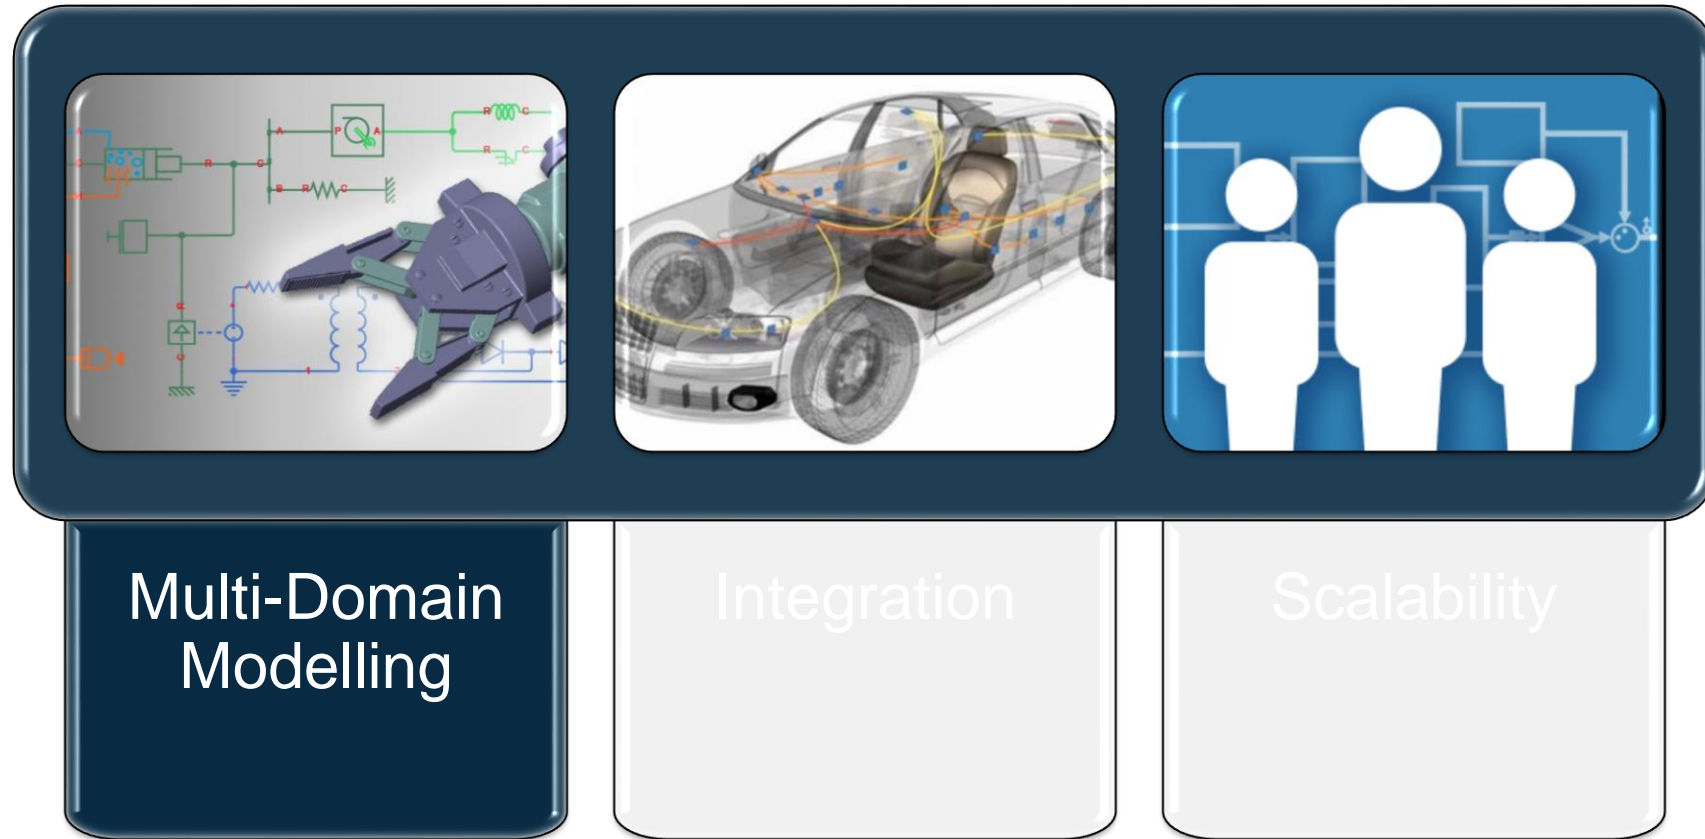 Multi-Domain
Modelling
Integration
Scalability
A
R
C
A
B
R
C
P
A
R
C
R
C